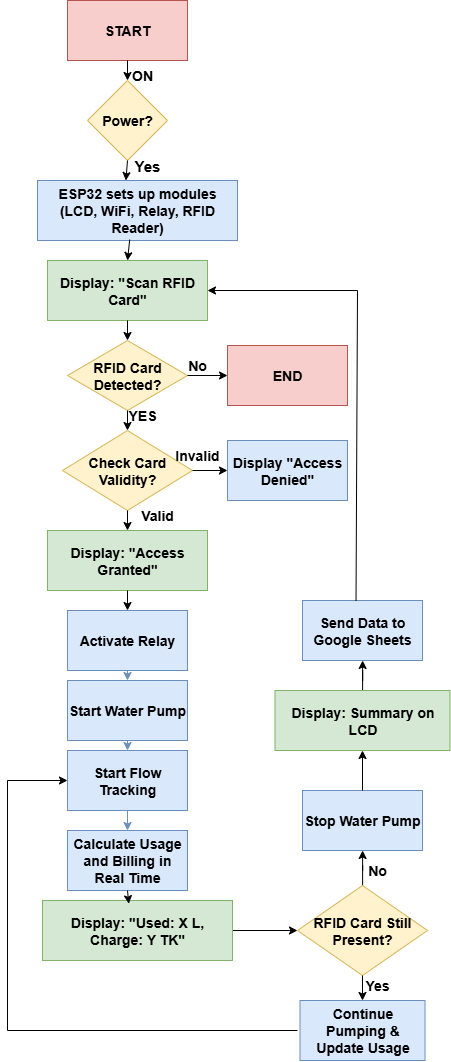 START
ON
Power?
Yes
ESP32 sets up modules
(LCD, WiFi, Relay, RFID
Reader)
Display: "Scan RFID
Card"
RFID Card
Detected?
No
END
YES
Check Card
Validity?
Invalid
Display "Access
Denied"
Valid
Display: "Access
Granted"
Activate Relay
Start Water Pump
Start Flow
Tracking
Calculate Usage
and Billing in
Real Time
Display: "Used: X L,
Charge: Y TK"
RFID Card Still
Present?
Yes
Continue
Pumping &
Update Usage
No
Stop Water Pump
Display: Summary on
LCD
Send Data to
Google Sheets